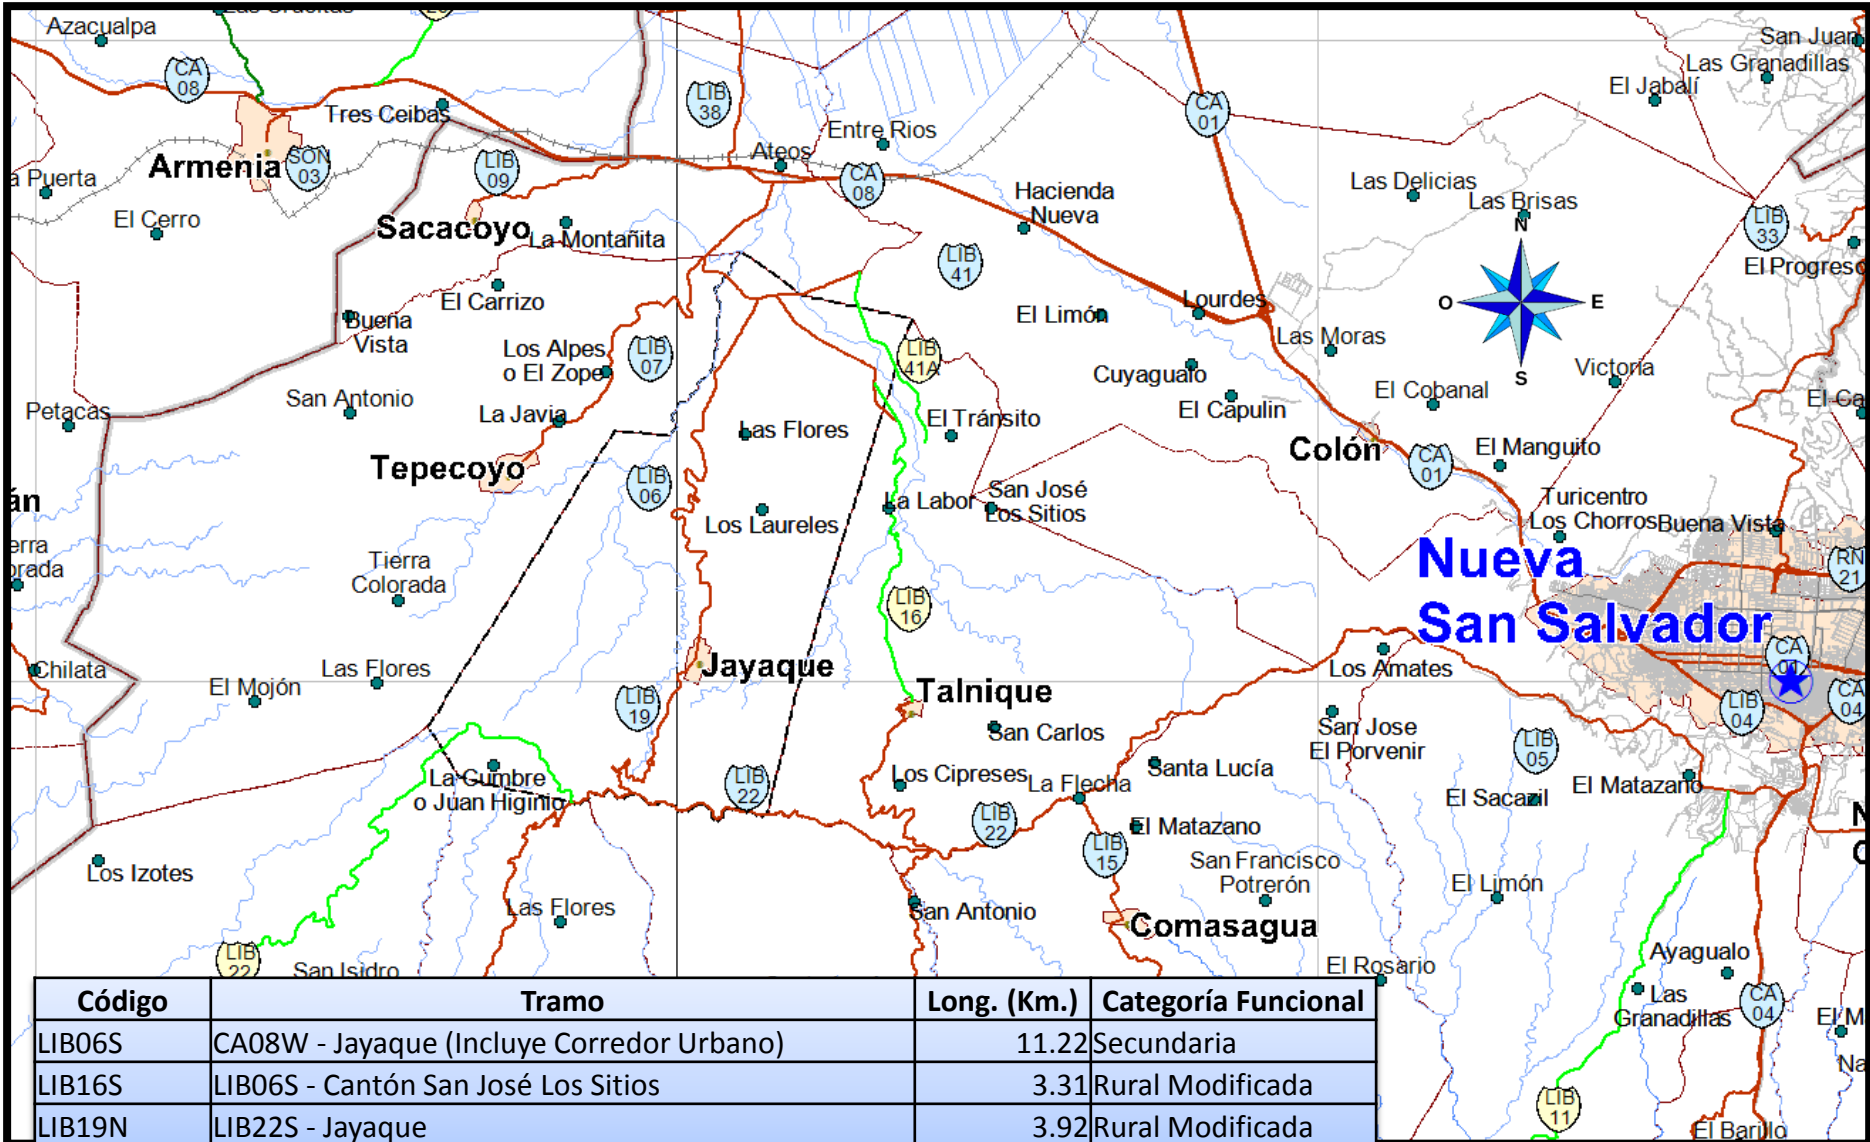 Azacualpa
CA
08
Tres Ceibas
LIB
38
Entre Rios
Ateos
CA
01
San Juan
Las Granadillas
El Jabalí
Armenia
SON
03
LIB
09
CA
08
a Puerta
El Cerro
Sacacoyo
La Montañita
Hacienda
Nueva
Las Delicias
Las Brisas
N
LIB
33
LIB
41
El Progreso
El Carrizo
O
E
S
Buena
Vista
El Limón
Lourdes
Las Moras
Los Alpes
o El Zope
LIB
07
LIB
41A
Victoria
Cuyagualo
El Capulin
El Cobanal
San Antonio
Petacas
La Javia
Las Flores
El Tránsito
El Ca
Colón
El Manguito
CA
01
Tepecoyo
LIB
06
án
Los Laureles
La Labor
San José
Los Sitios
Turicentro
Los Chorros
Buena Vista
Nueva
San Salvador
RN
21
erra
orada
Tierra
Colorada
LIB
16
Chilata
Las Flores
El Mojón
Jayaque
Talnique
Los Amates
CA
LIB
19
San Carlos
San Jose
El Porvenir
LIB
05
LIB
04
CA
04
La Cumbre
o Juan Higinio
LIB
22
Los Cipreses
La Flecha
Santa Lucía
El Sacazil
El Matazano
LIB
22
El Matazano
LIB
15
N
Los Izotes
San Francisco
Potrerón
El Limón
Las Flores
San Antonio
Comasagua
LIB
22
San Isidro
El Rosario
Ayagualo
Las
Granadillas
CA
04
El M
Na
LIB
11
El Barillo
Código Tramo Long. (Km.) Categoría Funcional
LIB06S CA08W - Jayaque (Incluye Corredor Urbano) 11.22 Secundaria
LIB16S LIB06S - Cantón San José Los Sitios 3.31 Rural Modificada
LIB19N LIB22S - Jayaque 3.92 Rural Modificada